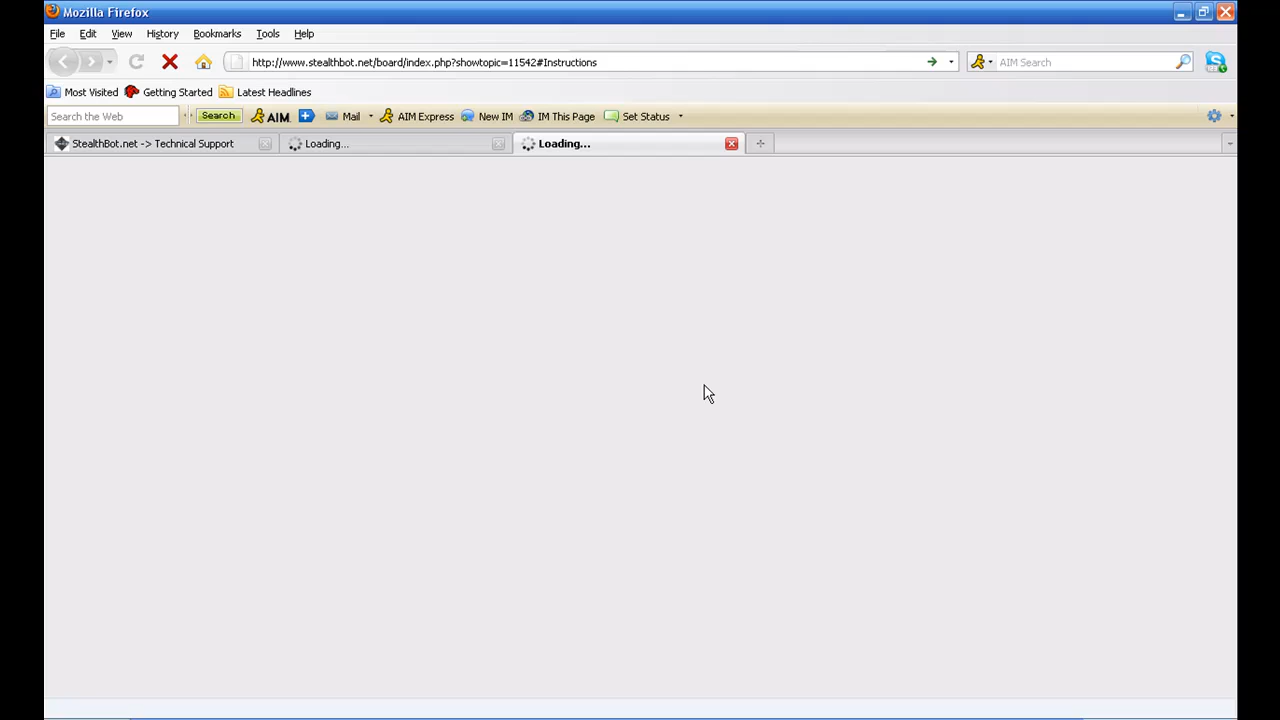 Mozilla Firefox
File Edit View History Bookmarks Tools Help
http://www.stealthbot.net/board/index.php?showtopic=11542#Instructions AIM Search
Most Visited Getting Started Latest Headlines
Search the Web Search AIM Mail AIM Express New IM IM This Page Set Status
StealthBot.net -> Technical Support Loading... Loading...